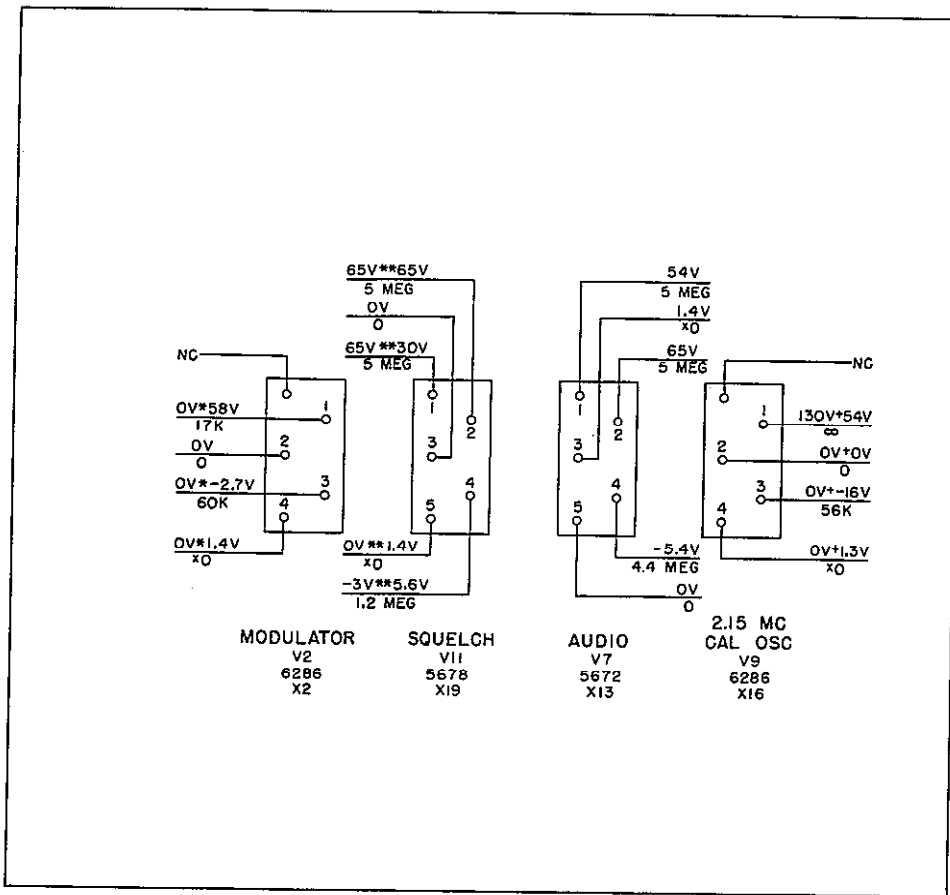 65V**65V
5 MEG
0V
0
65V**30V
5 MEG
54V
5 MEG
1.4V
x0
65V
5 MEG
NC
0V*58V
17K
0V
0
0V*-2.7V
60K
0V*1.4V
x0
1
2
3
4
1
2
3
4
5
0V**1.4V
x0
-3V**5.6V
1.2 MEG
1
2
3
4
5
-5.4V
4.4 MEG
0V
0
NC
1
2
3
4
130V+54V
∞
0V+0V
0
0V+-16V
56K
0V+1.3V
x0
MODULATOR
V2
6286
X2
SQUELCH
V11
5678
X19
AUDIO
V7
5672
X13
2.15 MC
CAL OSC
V9
6286
X16